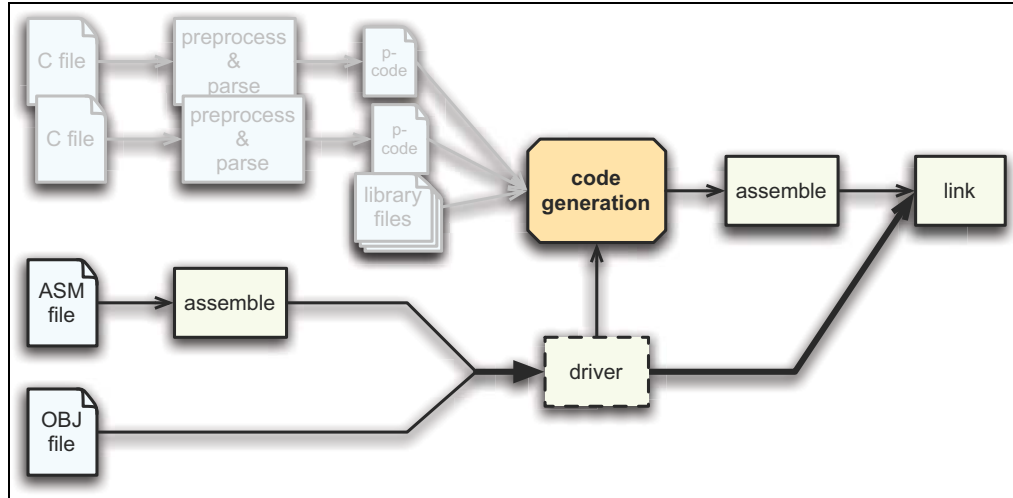 C file
preprocess
&
parse
p-
code
C file
preprocess
&
parse
p-
code
library
files
code
generation
assemble
link
ASM
file
assemble
driver
OBJ
file